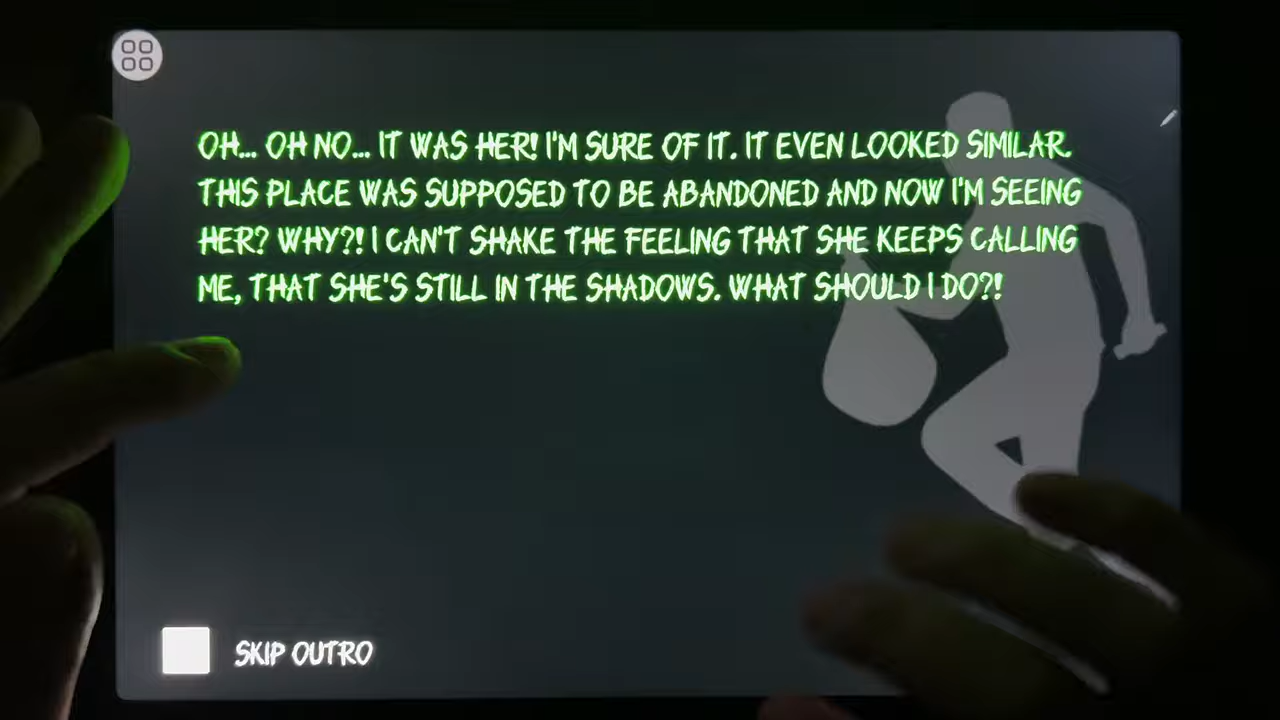 OH... OH NO... IT WAS HER! I'M SURE OF IT. IT EVEN LOOKED SIMILAR.
THIS PLACE WAS SUPPOSED TO BE ABANDONED AND NOW I'M SEEING
HER? WHY?! I CAN'T SHAKE THE FEELING THAT SHE KEEPS CALLING
ME, THAT SHE'S STILL IN THE SHADOWS. WHAT SHOULD I DO?!
SKIP OUTRO